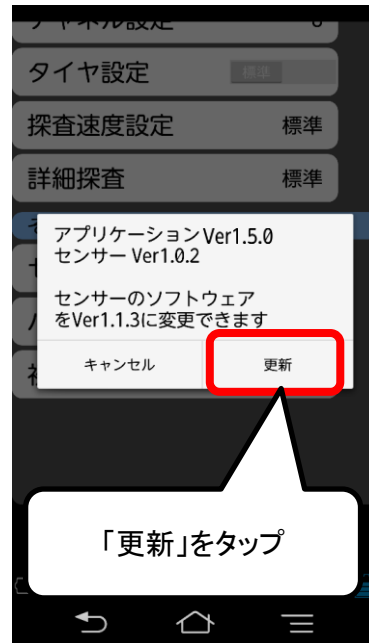 タイヤ設定 標準
探査速度設定 標準
詳細探査 標準
アプリケーションVer1.5.0
センサー Ver1.0.2
センサーのソフトウェア
をVer1.1.3に変更できます
キャンセル 更新
「更新」をタップ